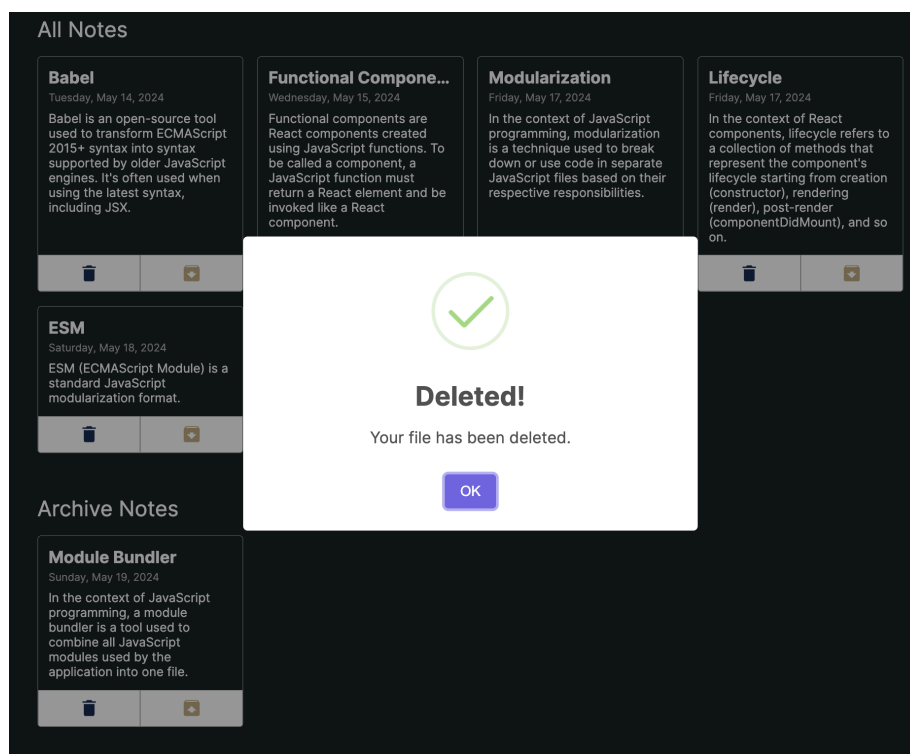 All Notes
Babel
Tuesday, May 14, 2024
Babel is an open-source tool
used to transform ECMAScript
2015+ syntax into syntax
supported by older JavaScript
engines. It's often used when
using the latest syntax,
including JSX.
Functional Compone...
Wednesday, May 15, 2024
Functional components are
React components created
using JavaScript functions. To
be called a component, a
JavaScript function must
return a React element and be
invoked like a React
component.
Modularization
Friday, May 17, 2024
In the context of JavaScript
programming, modularization
is a technique used to break
down or use code in separate
JavaScript files based on their
respective responsibilities.
Lifecycle
Friday, May 17, 2024
In the context of React
components, lifecycle refers to
a collection of methods that
represent the component's
lifecycle starting from creation
(constructor), rendering
(render), post-render
(componentDidMount), and so
on.
ESM
Saturday, May 18, 2024
ESM (ECMAScript Module) is a
standard JavaScript
modularization format.
Deleted!
Your file has been deleted.
OK
Archive Notes
Module Bundler
Sunday, May 19, 2024
In the context of JavaScript
programming, a module
bundler is a tool used to
combine all JavaScript
modules used by the
application into one file.